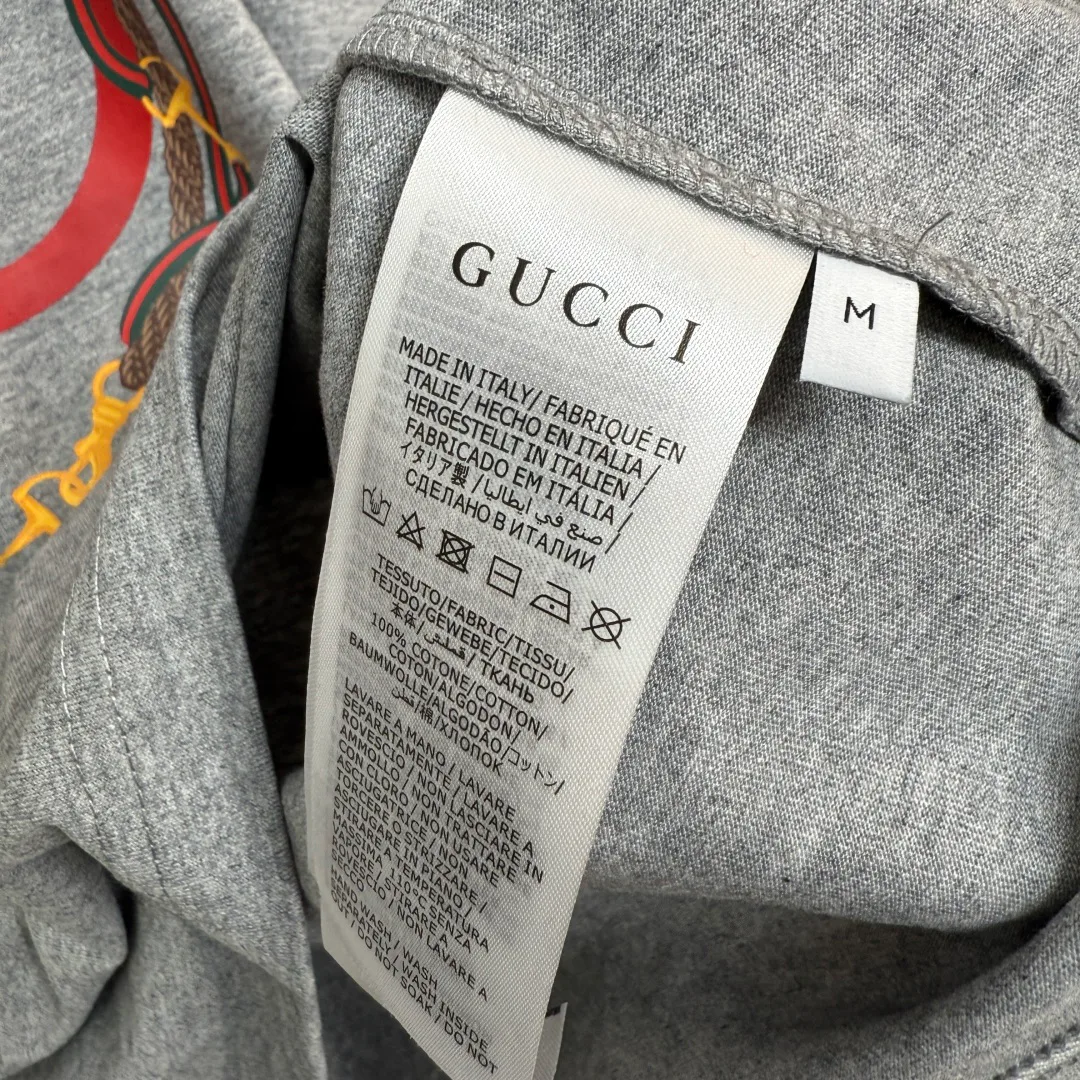 GUCCI
M
MADE IN ITALY/ FABRIQUÉ EN
ITALIE / HECHO EN ITALIA /
HERGESTELLT IN ITALIEN /
FABRICADO EM ITÁLIA /
イタリア製 / صنع في ايطاليا /
СДЕЛАНО В ИТАЛИИ
TESSUTO/FABRIC/TISSU/
TEJIDO/GEWEBE/TECIDO/
本体/ قماش / ТКАНЬ
100% COTONE/COTTON/
COTON/ALGODON/
BAUMWOLLE/ALGODÃO/コットン/
قطن/棉/ХЛОПОК
LAVARE A MANO / LAVARE
SEPARATAMENTE / LAVARE A
ROVESCIO / NON LASCIARE IN
AMMOLLO / NON TRATTARE
CON CLORO / NON
ASCIUGATRICE / NON USARE
TORCERE O STRIZZARE /
ASCIUGARE IN PIANO /
STIRARE A TEMPERATURA
MASSIMA 110°C SENZA
VAPORE / STIRARE A
ROVESCIO / NON LAVARE A
SECCO
HAND WASH / WASH
SEPARATELY / WASH INSIDE
OUT / DO NOT SOAK / DO NOT